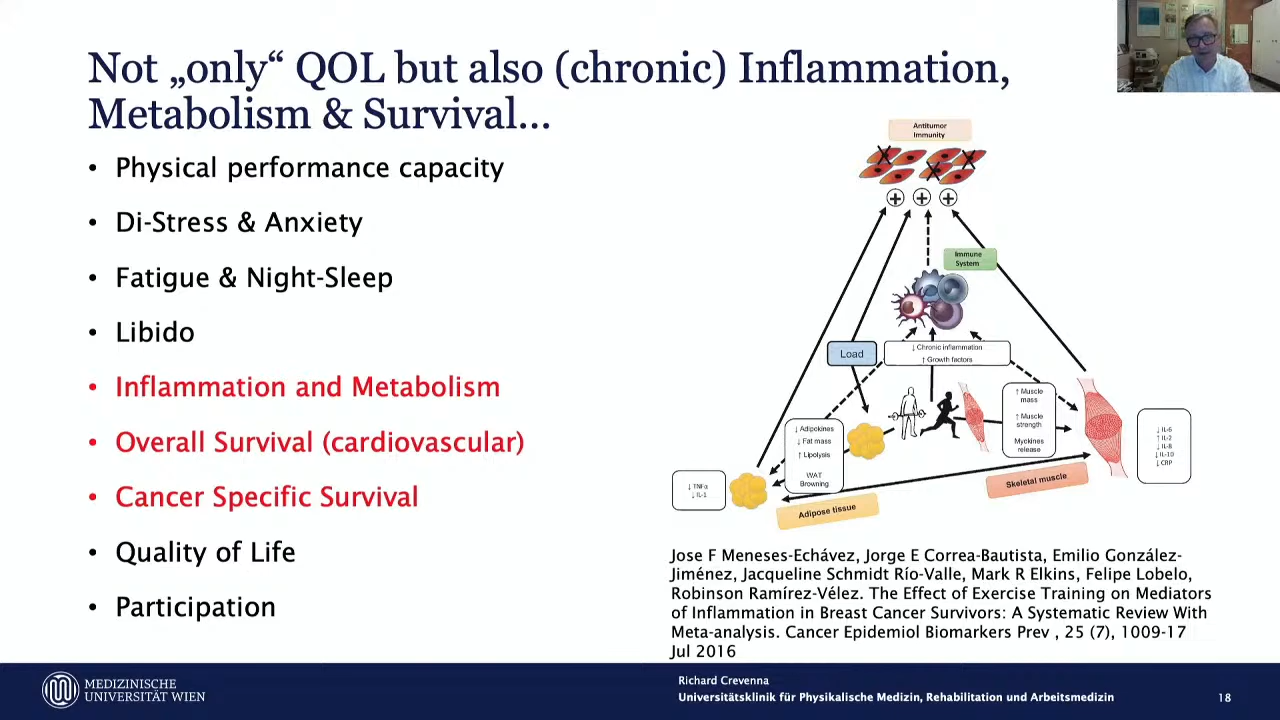 Not „only“ QOL but also (chronic) Inflammation,
Metabolism & Survival...
• Physical performance capacity
• Di-Stress & Anxiety
• Fatigue & Night-Sleep
• Libido
• Inflammation and Metabolism
• Overall Survival (cardiovascular)
• Cancer Specific Survival
• Quality of Life
• Participation
Antitumor
Immunity
Immune
System
Load
↓ Chronic inflammation
↑ Growth factors
↑ Muscle
mass
↑ Muscle
strength
Myokines
release
↓ IL-6
↑ IL-2
↓ IL-8
↓ IL-10
↓ CRP
↓ Adipokines
↓ Fat mass
↑ Lipolysis
WAT
Browning
↓ TNFα
↓ IL-1
Adipose tissue
Skeletal muscle
Jose F Meneses-Echávez, Jorge E Correa-Bautista, Emilio González-
Jiménez, Jacqueline Schmidt Río-Valle, Mark R Elkins, Felipe Lobelo,
Robinson Ramírez-Vélez. The Effect of Exercise Training on Mediators
of Inflammation in Breast Cancer Survivors: A Systematic Review With
Meta-analysis. Cancer Epidemiol Biomarkers Prev , 25 (7), 1009-17
Jul 2016
MEDIZINISCHE
UNIVERSITÄT WIEN
Richard Crevenna
Universitätsklinik für Physikalische Medizin, Rehabilitation und Arbeitsmedizin
18